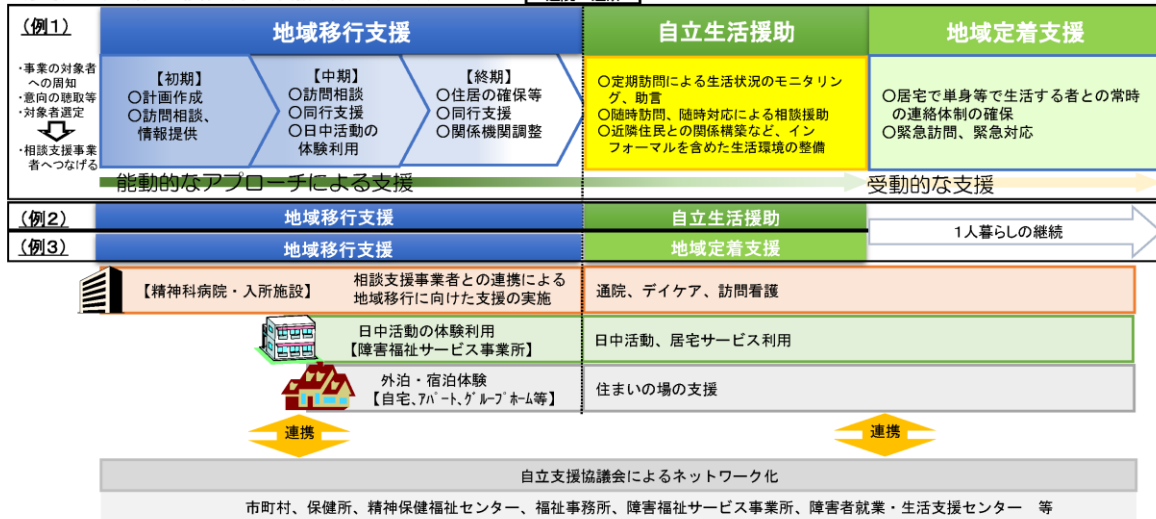 (例1)
地域移行支援
自立生活援助
地域定着支援
・事業の対象者
への周知
・意向の聴取等
・対象者選定
・相談支援事業
者へつなげる
【初期】
○計画作成
○訪問相談、
情報提供
【中期】
○訪問相談
○同行支援
○日中活動の
体験利用
【終期】
○住居の確保等
○同行支援
○関係機関調整
○定期訪問による生活状況のモニタリン
グ、助言
○随時訪問、随時対応による相談援助
○近隣住民との関係構築など、イン
フォーマルを含めた生活環境の整備
○居宅で単身等で生活する者との常時
の連絡体制の確保
○緊急訪問、緊急対応
能動的なアプローチによる支援
受動的な支援
(例2)
地域移行支援
自立生活援助
(例3)
地域移行支援
地域定着支援
1人暮らしの継続
【精神科病院・入所施設】
相談支援事業者との連携による
地域移行に向けた支援の実施
通院、デイケア、訪問看護
日中活動の体験利用
【障害福祉サービス事業所】
日中活動、居宅サービス利用
外泊・宿泊体験
【自宅、アパート、グループホーム等】
住まいの場の支援
連携
連携
自立支援協議会によるネットワーク化
市町村、保健所、精神保健福祉センター、福祉事務所、障害福祉サービス事業所、障害者就業・生活支援センター 等